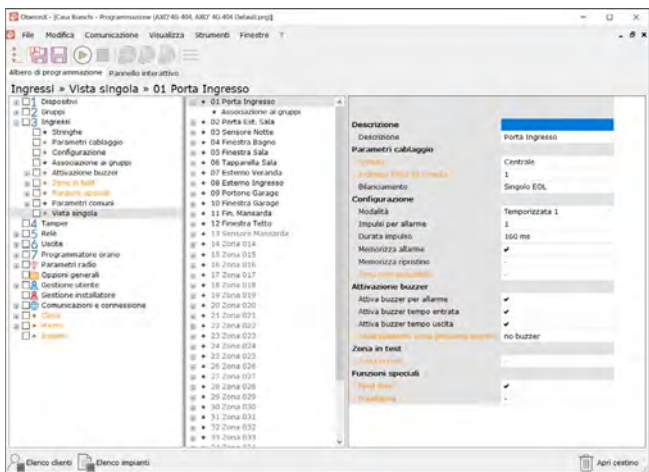 OberonX - [Casa Bianchi - Programmazione (AXIO' 4G 404, AXIO' 4G 404 Default.prg)]
File Modifica Comunicazione Visualizza Strumenti Finestre ?
Albero di programmazione Pannello interattivo
Ingressi » Vista singola » 01 Porta Ingresso
1 Dispositivi
2 Gruppi
3 Ingressi
Stringhe
Parametri cablaggio
Configurazione
Associazione ai gruppi
Attivazione buzzer
Zone in test
Funzioni speciali
Parametri comuni
Vista singola
4 Tamper
5 Relè
6 Uscite
7 Programmatore orario
Parametri radio
Opzioni generali
Gestione utente
Gestione installatore
Comunicazioni e connessione
01 Porta Ingresso
Associazione ai gruppi
02 Porta Est. Sala
03 Sensore Notte
04 Finestra Bagno
05 Finestra Sala
06 Tapparella Sala
07 Esterno Veranda
08 Esterno Ingresso
09 Portone Garage
10 Finestra Garage
11 Fin. Mansarda
12 Finestra Tetto
13 Sensore Mansarda
14 Zona 014
15 Zona 015
16 Zona 016
17 Zona 017
18 Zona 018
19 Zona 019
20 Zona 020
21 Zona 021
22 Zona 022
23 Zona 023
24 Zona 024
25 Zona 025
26 Zona 026
27 Zona 027
28 Zona 028
29 Zona 029
30 Zona 030
31 Zona 031
32 Zona 032
33 Zona 033
Descrizione
Descrizione Porta Ingresso
Parametri cablaggio
Centrale
1
Bilanciamento Singolo EOL
Configurazione
Modalità Temporizzata 1
Impulsi per allarme 1
Durata impulso 160 ms
Memorizza allarme ✔
Memorizza ripristino -
Attivazione buzzer
Attiva buzzer per allarme ✔
Attiva buzzer tempo entrata ✔
Attiva buzzer tempo uscita ✔
no buzzer
Zona in test
Funzioni speciali
✔
Elenco clienti Elenco impianti Apri cestino